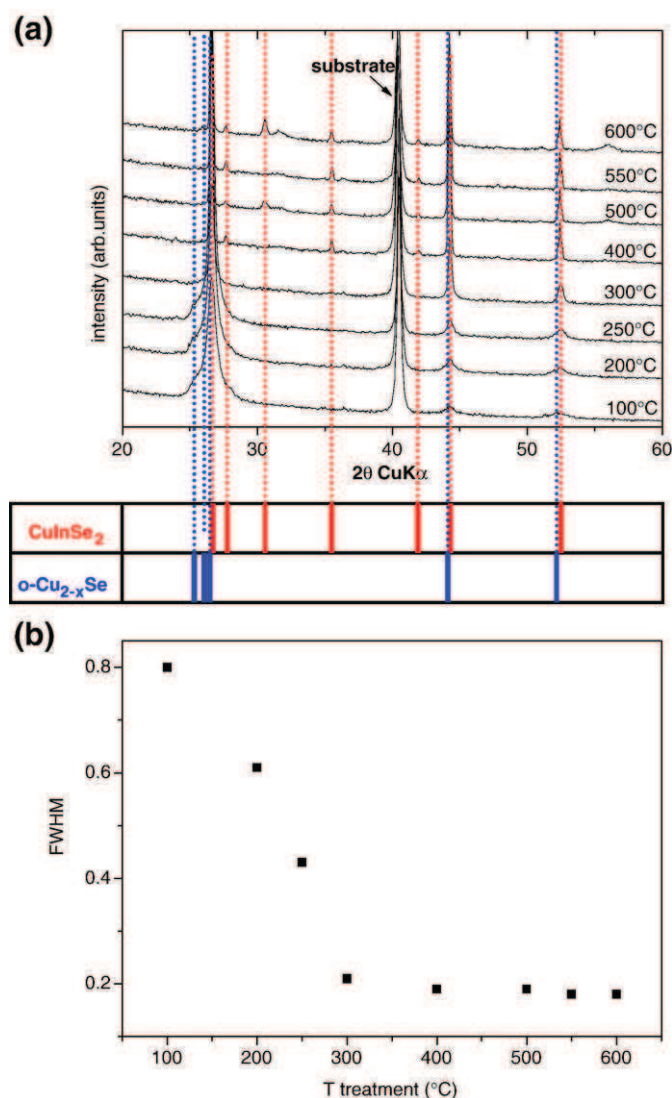 (a)
substrate
600°C
550°C
500°C
400°C
300°C
250°C
200°C
100°C
intensity (arb.units)
20 30 40 50 60
2θ CuKα
CuInSe₂
o-Cu₂₋ₓSe
(b)
0.8
0.6
0.4
0.2
FWHM
100 200 300 400 500 600
T treatment (°C)